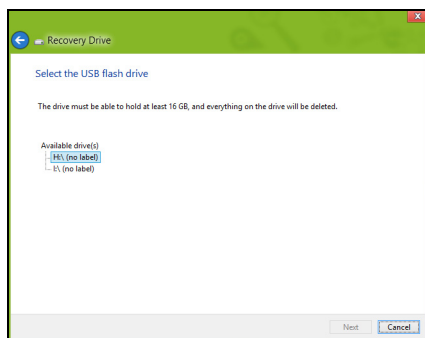 Recovery Drive
Select the USB flash drive
The drive must be able to hold at least 16 GB, and everything on the drive will be deleted.
Available drive(s)
H:\ (no label)
I:\ (no label)
Next
Cancel